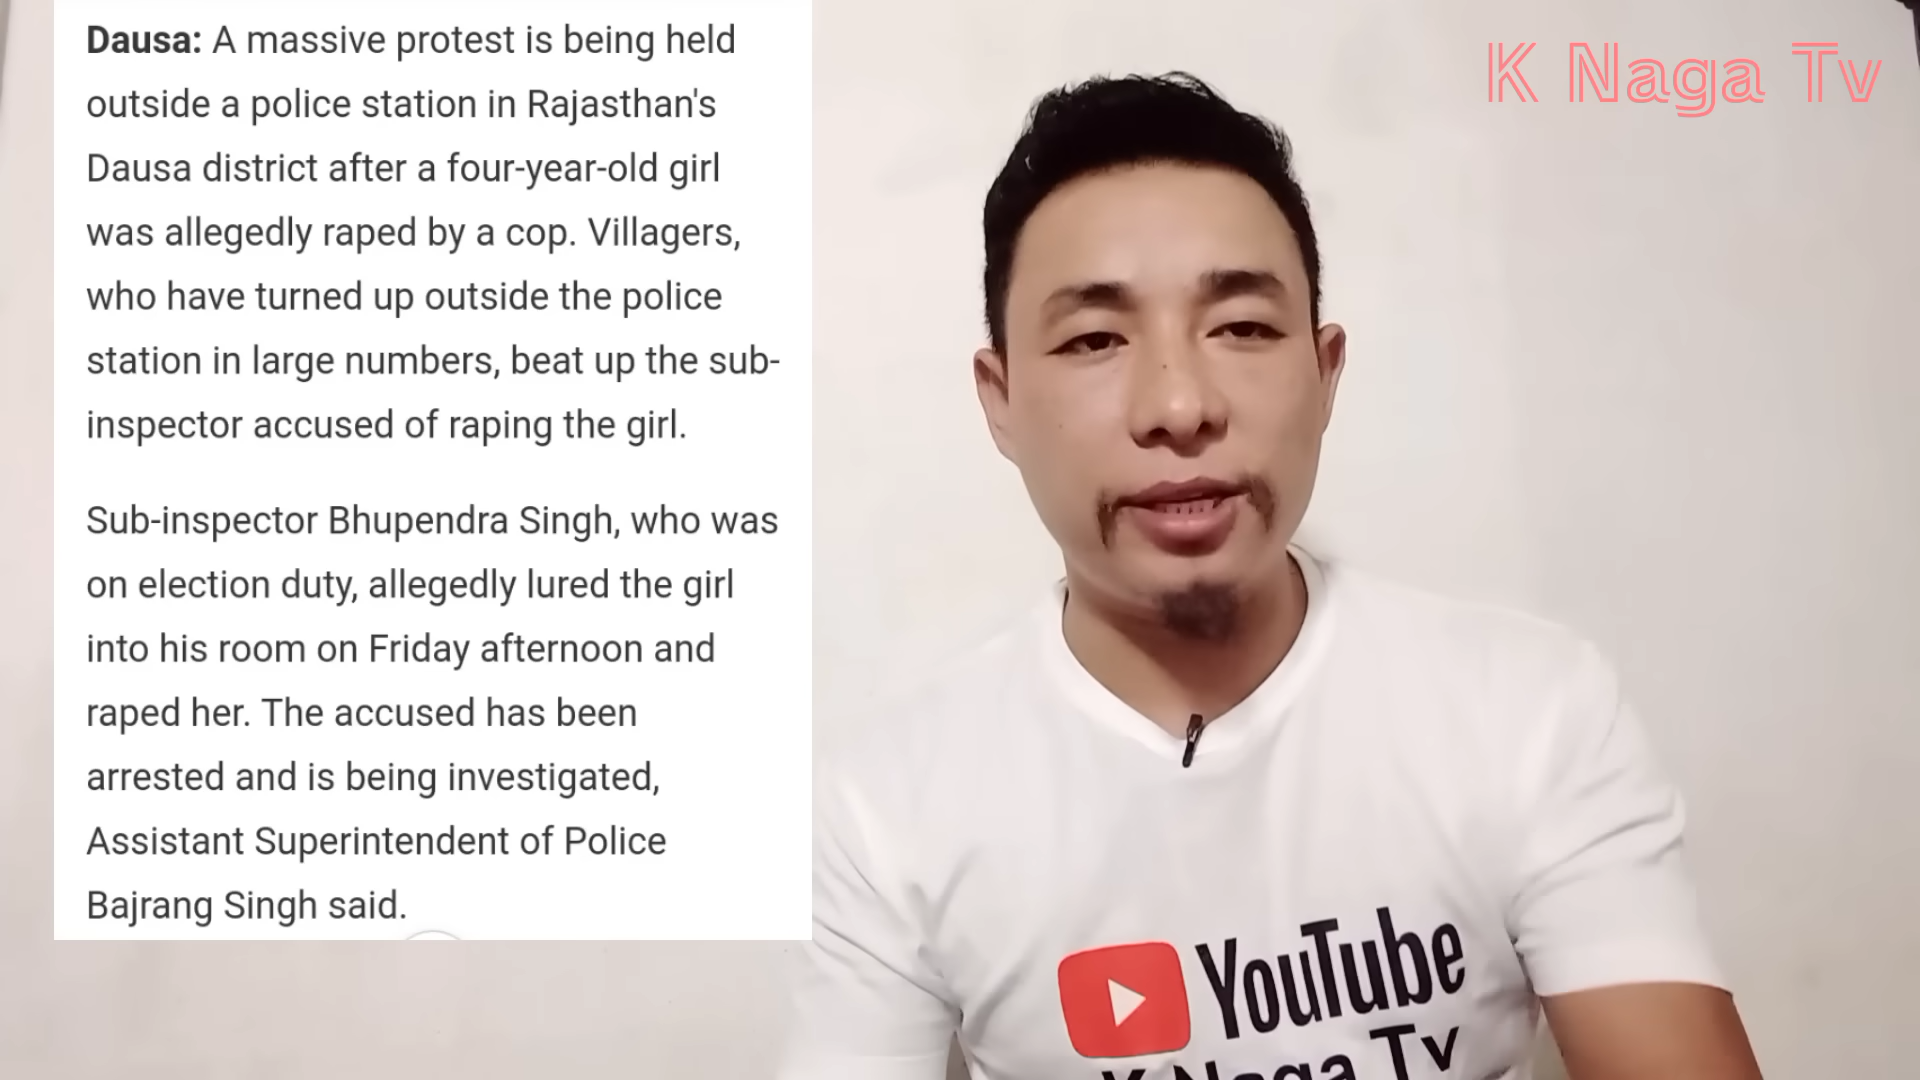 Dausa: A massive protest is being held
outside a police station in Rajasthan's
Dausa district after a four-year-old girl
was allegedly raped by a cop. Villagers,
who have turned up outside the police
station in large numbers, beat up the sub-
inspector accused of raping the girl.
Sub-inspector Bhupendra Singh, who was
on election duty, allegedly lured the girl
into his room on Friday afternoon and
raped her. The accused has been
arrested and is being investigated,
Assistant Superintendent of Police
Bajrang Singh said.
K Naga Tv
YouTube
K Naga Tv